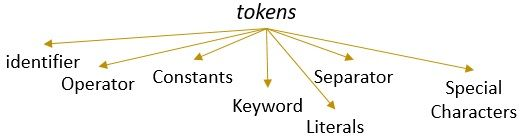 tokens
identifier
Operator
Constants
Keyword
Literals
Separator
Special
Characters